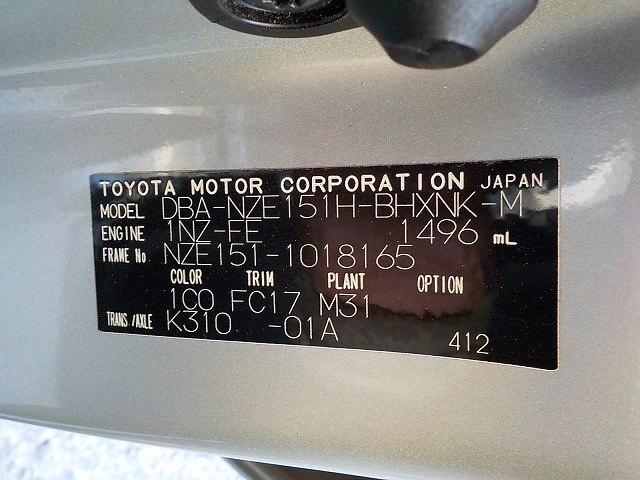 TOYOTA MOTOR CORPORATION JAPAN
MODEL DBA-NZE151H-BHXNK-M
ENGINE 1NZ-FE 1496 mL
FRAME No NZE151-1018165
COLOR TRIM PLANT OPTION
1C0 FC17 M31
TRANS/AXLE K310 -01A
412